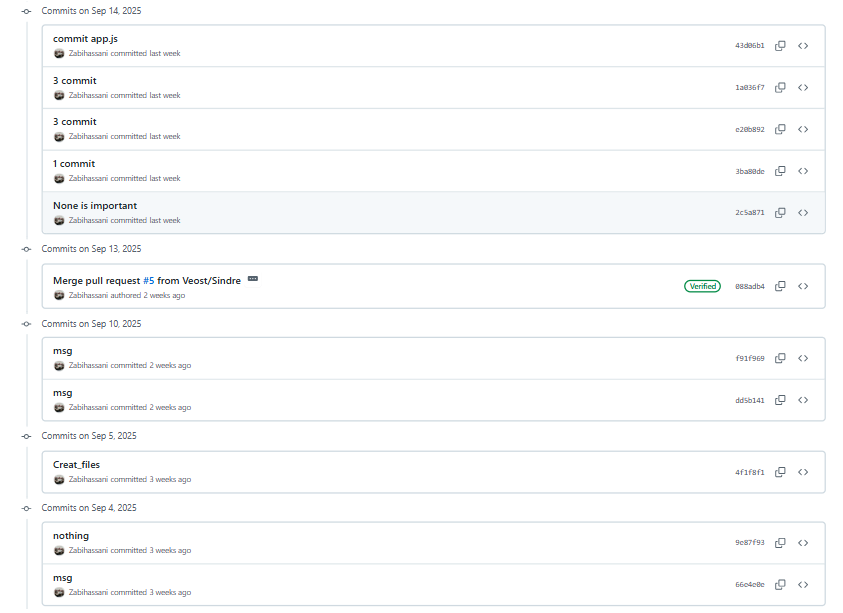 Commits on Sep 14, 2025
commit app.js
Zabihassani committed last week
43d06b1
3 commit
Zabihassani committed last week
1a036f7
3 commit
Zabihassani committed last week
e20b892
1 commit
Zabihassani committed last week
3ba80de
None is important
Zabihassani committed last week
2c5a871
Commits on Sep 13, 2025
Merge pull request #5 from Veost/Sindre
Zabihassani authored 2 weeks ago
Verified
088adb4
Commits on Sep 10, 2025
msg
Zabihassani committed 2 weeks ago
f91f969
msg
Zabihassani committed 2 weeks ago
dd5b141
Commits on Sep 5, 2025
Creat_files
Zabihassani committed 3 weeks ago
4f1f8f1
Commits on Sep 4, 2025
nothing
Zabihassani committed 3 weeks ago
9e87f93
msg
Zabihassani committed 3 weeks ago
66e4e0e